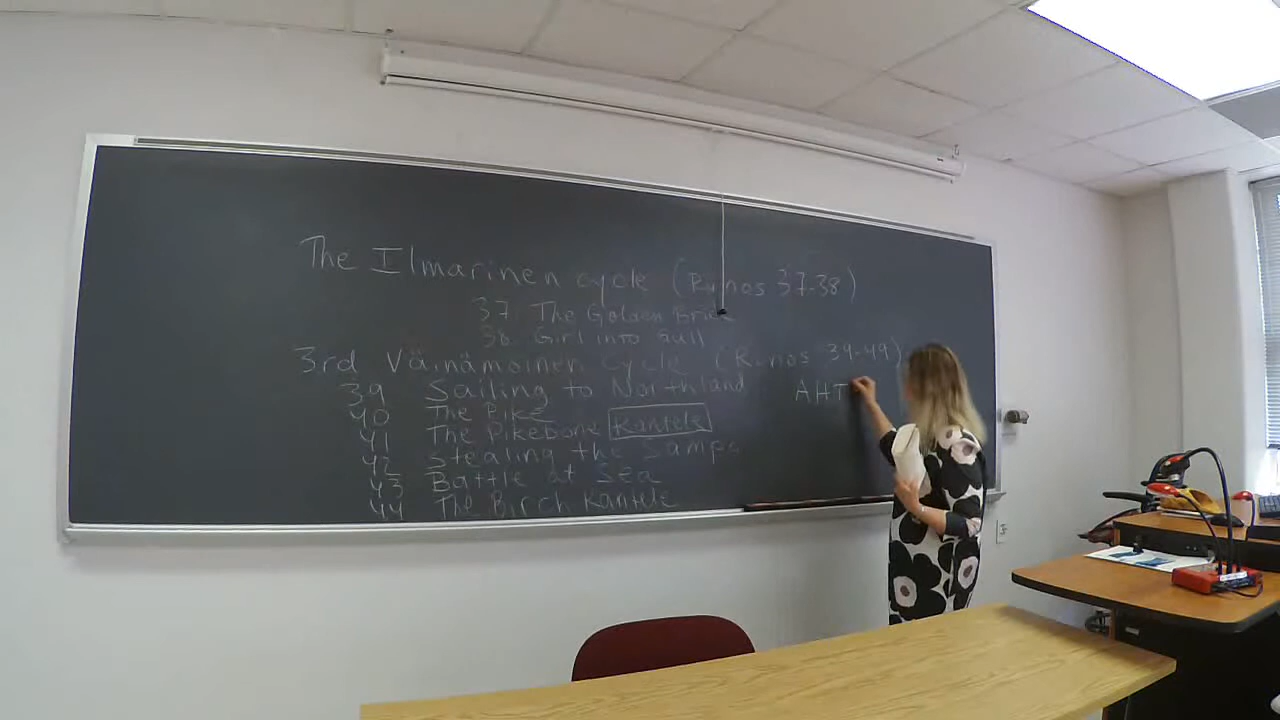 The Ilmarinen cycle (Runos 37-38)
37 The Golden Bride
38 Girl into Gull
3rd Väinämöinen Cycle (Runos 39-49)
39 Sailing to Northland
AHT
40 The Pike
41 The Pikebone Kantele
42 Stealing the Sampo
43 Battle at Sea
44 The Birch Kantele